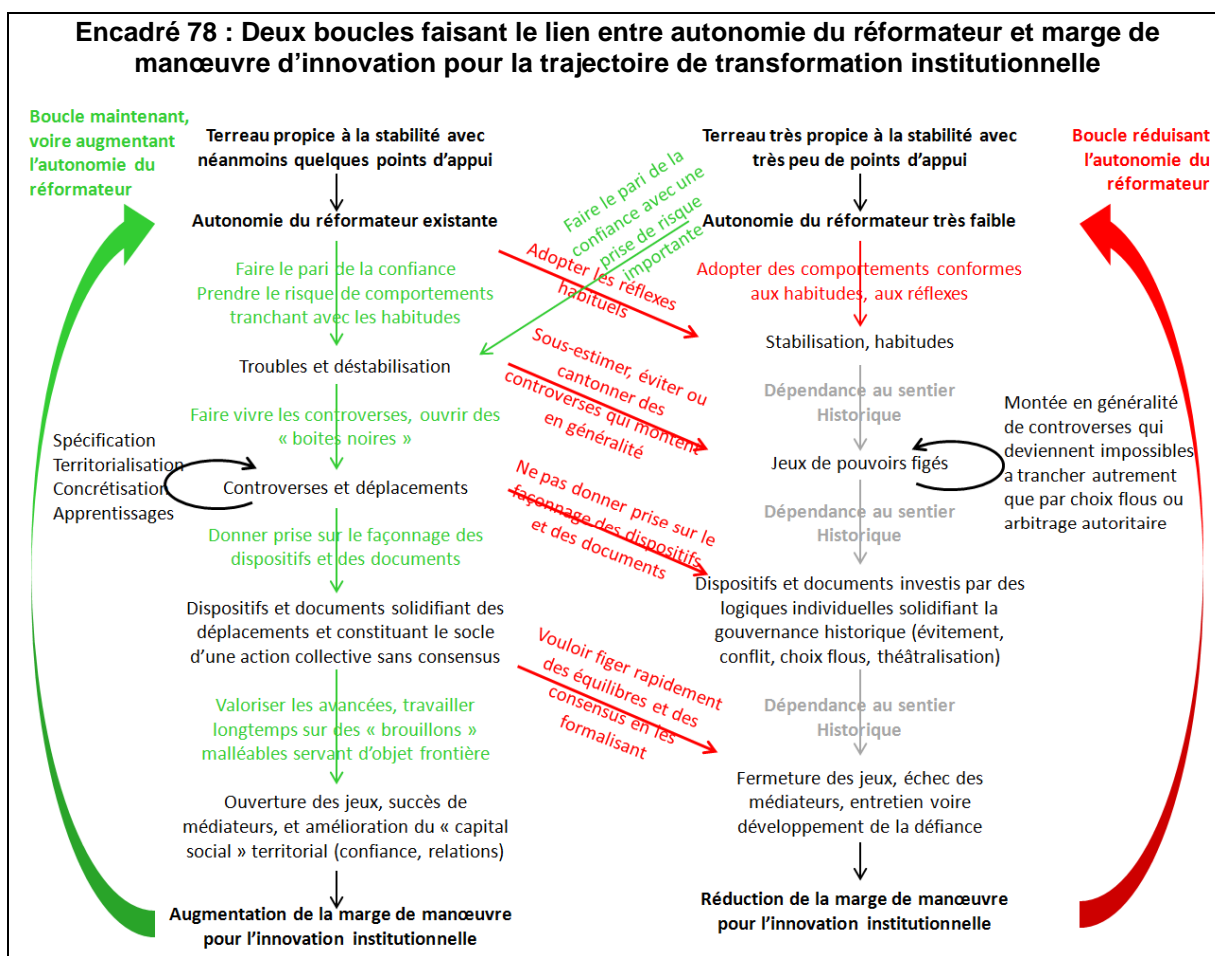 Encadré 78 : Deux boucles faisant le lien entre autonomie du réformateur et marge de
manœuvre d’innovation pour la trajectoire de transformation institutionnelle
Boucle maintenant,
voire augmentant
l’autonomie du
réformateur
Terreau propice à la stabilité avec
néanmoins quelques points d’appui
Autonomie du réformateur existante
Faire le pari de la confiance
Prendre le risque de comportements
tranchant avec les habitudes
Troubles et déstabilisation
Faire vivre les controverses, ouvrir des
« boites noires »
Spécification
Territorialisation
Concrétisation
Apprentissages
Controverses et déplacements
Donner prise sur le façonnage des
dispositifs et des documents
Dispositifs et documents solidifiant des
déplacements et constituant le socle
d’une action collective sans consensus
Valoriser les avancées, travailler
longtemps sur des « brouillons »
malléables servant d’objet frontière
Ouverture des jeux, succès de
médiateurs, et amélioration du « capital
social » territorial (confiance, relations)
Augmentation de la marge de manœuvre
pour l’innovation institutionnelle
Faire le pari de la
confiance avec une
prise de risque
importante
Adopter les réflexes
habituels
Sous-estimer, éviter ou
cantonner des
controverses qui montent
en généralité
Ne pas donner prise sur le
façonnage des dispositifs
et des documents
Vouloir figer rapidement
des équilibres et des
consensus en les
formalisant
Terreau très propice à la stabilité avec
très peu de points d’appui
Autonomie du réformateur très faible
Adopter des comportements conformes
aux habitudes, aux réflexes
Stabilisation, habitudes
Dépendance au sentier
Historique
Jeux de pouvoirs figés
Dépendance au sentier
Historique
Dispositifs et documents investis par des
logiques individuelles solidifiant la
gouvernance historique (évitement,
conflit, choix flous, théâtralisation)
Dépendance au sentier
Historique
Fermeture des jeux, échec des
médiateurs, entretien voire
développement de la défiance
Réduction de la marge de manœuvre
pour l’innovation institutionnelle
Boucle réduisant
l’autonomie du
réformateur
Montée en généralité
de controverses qui
deviennent impossibles
a trancher autrement
que par choix flous ou
arbitrage autoritaire